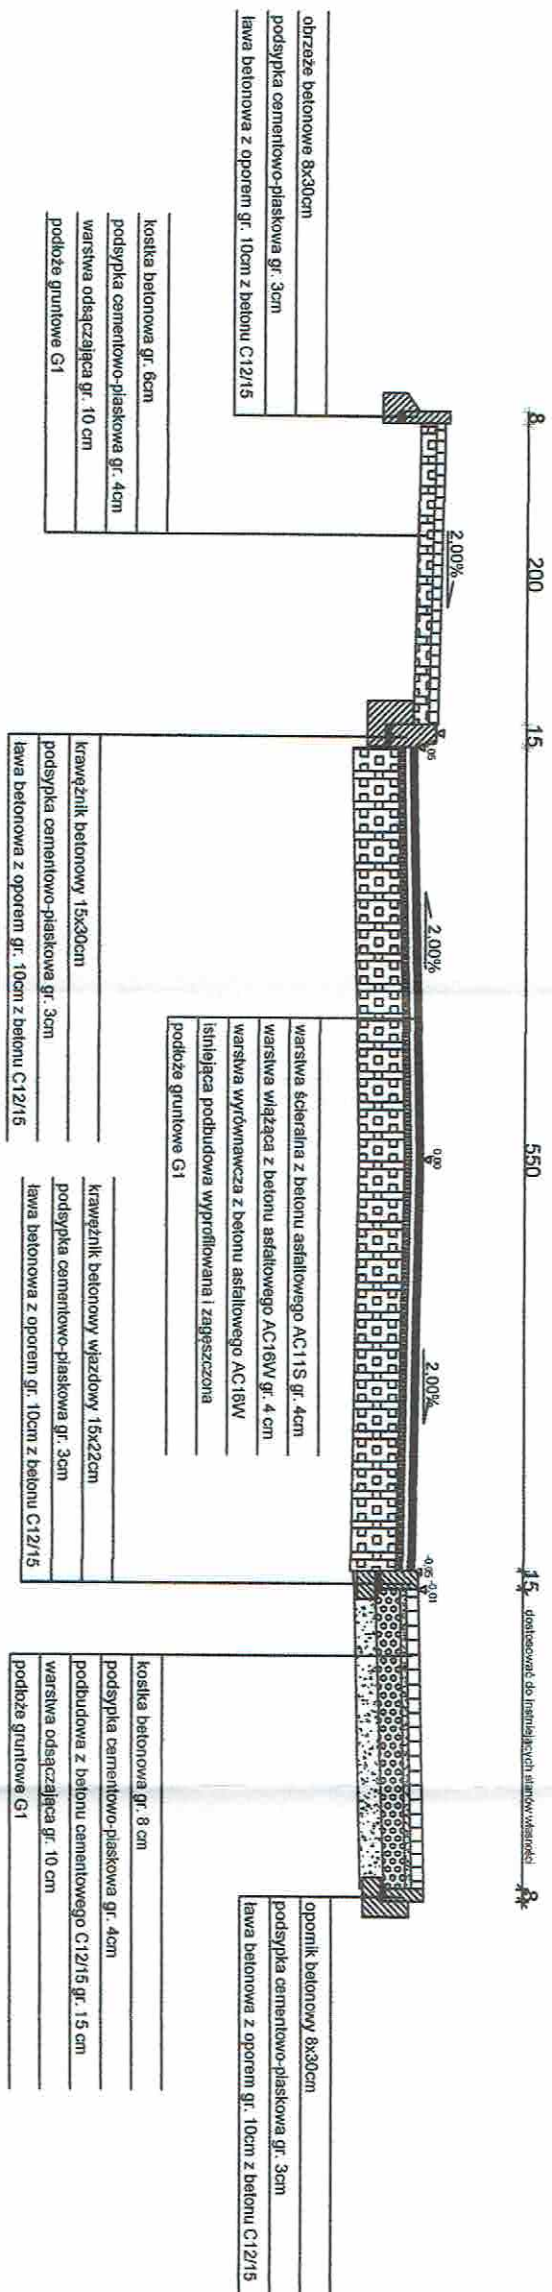 8
200
15
550
15
dostosować do instniejących stanów własności
8
2,00%
2,00%
0,00
2,00%
-0,05
-0,01
obrzeże betonowe 8x30cm
podsypka cementowo-piaskowa gr. 3cm
ława betonowa z oporem gr. 10cm z betonu C12/15
kostka betonowa gr. 6cm
podsypka cementowo-piaskowa gr. 4cm
warstwa odsączająca gr. 10 cm
podłoże gruntowe G1
krawężnik betonowy 15x30cm
podsypka cementowo-piaskowa gr. 3cm
ława betonowa z oporem gr. 10cm z betonu C12/15
warstwa ścieralna z betonu asfaltowego AC11S gr. 4cm
warstwa wiążąca z betonu asfaltowego AC16W gr. 4 cm
warstwa wyrównawcza z betonu asfaltowego AC16W
istniejąca podbudowa wyprofilowana i zagęszczona
podłoże gruntowe G1
krawężnik betonowy wjazdowy 15x22cm
podsypka cementowo-piaskowa gr. 3cm
ława betonowa z oporem gr. 10cm z betonu C12/15
kostka betonowa gr. 8 cm
podsypka cementowo-piaskowa gr. 4cm
podbudowa z betonu cementowego C12/15 gr. 15 cm
warstwa odsączająca gr. 10 cm
podłoże gruntowe G1
opornik betonowy 8x30cm
podsypka cementowo-piaskowa gr. 3cm
ława betonowa z oporem gr. 10cm z betonu C12/15